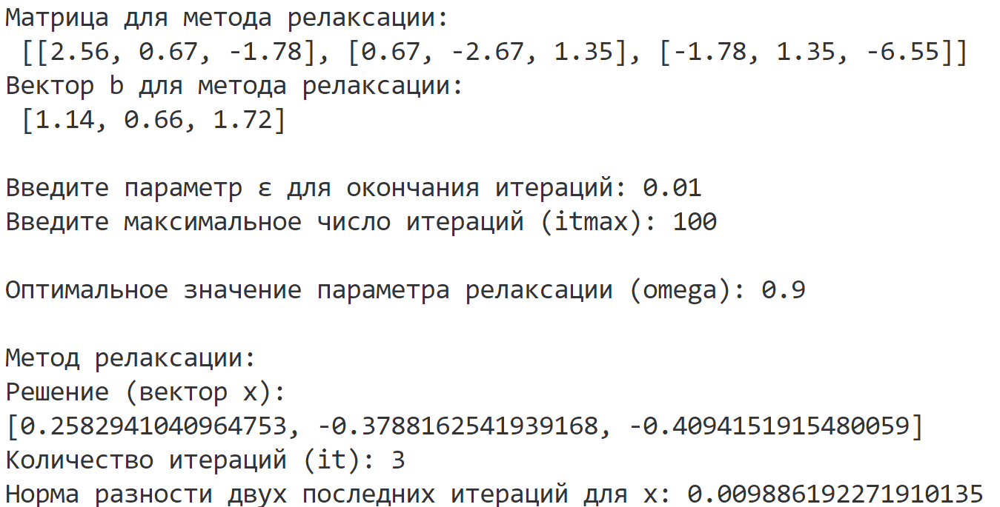 Матрица для метода релаксации:
[[2.56, 0.67, -1.78], [0.67, -2.67, 1.35], [-1.78, 1.35, -6.55]]
Вектор b для метода релаксации:
[1.14, 0.66, 1.72]
Введите параметр ε для окончания итераций: 0.01
Введите максимальное число итераций (itmax): 100
Оптимальное значение параметра релаксации (omega): 0.9
Метод релаксации:
Решение (вектор x):
[0.2582941040964753, -0.3788162541939168, -0.4094151915480059]
Количество итераций (it): 3
Норма разности двух последних итераций для x: 0.009886192271910135